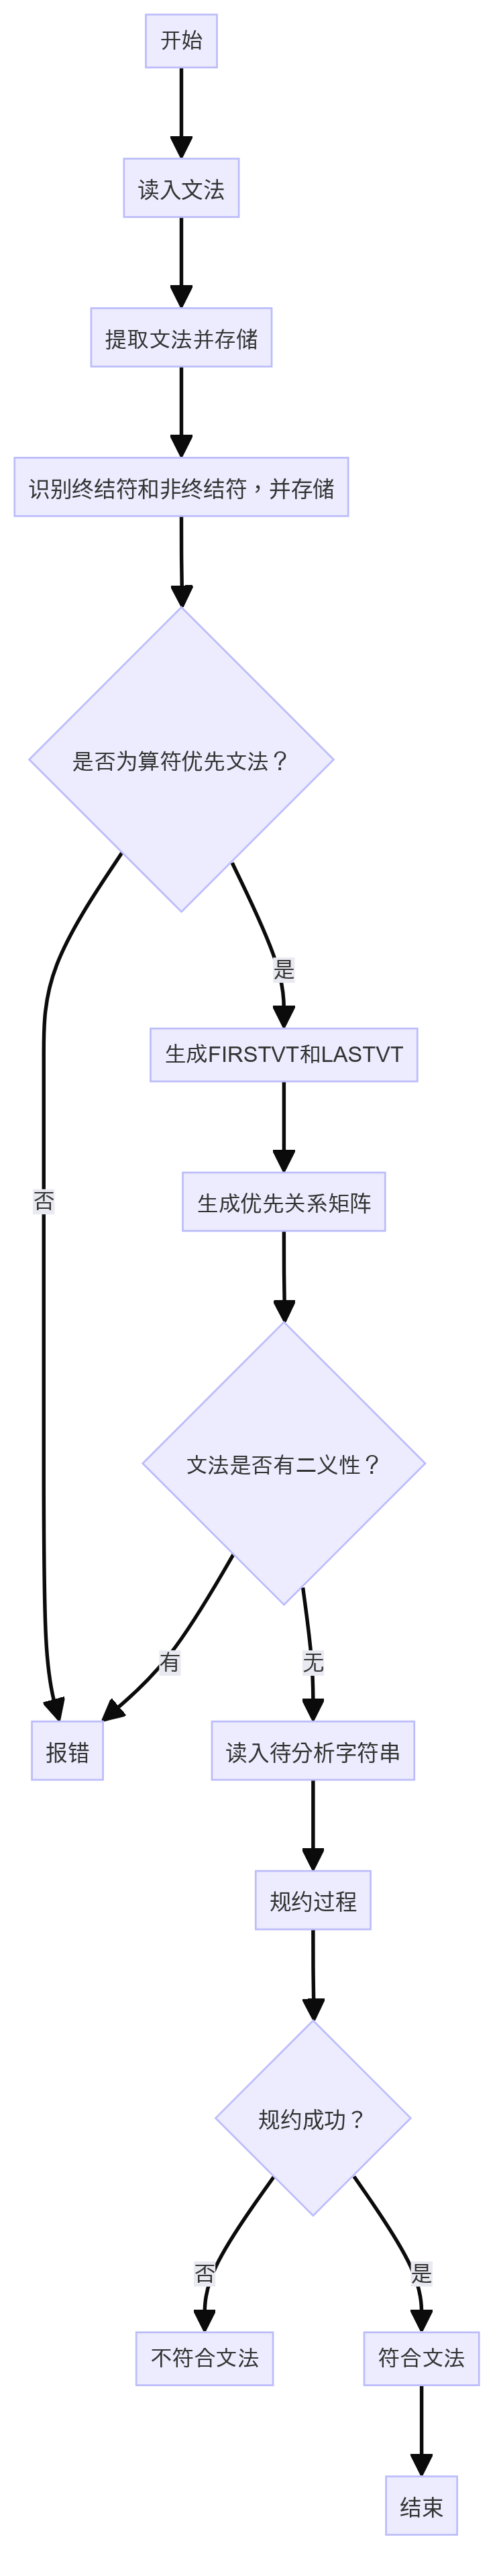 开始
读入文法
提取文法并存储
识别终结符和非终结符，并存储
是否为算符优先文法？
是
生成FIRSTVT和LASTVT
否
生成优先关系矩阵
文法是否有二义性？
有
无
报错
读入待分析字符串
规约过程
规约成功？
否
是
不符合文法
符合文法
结束